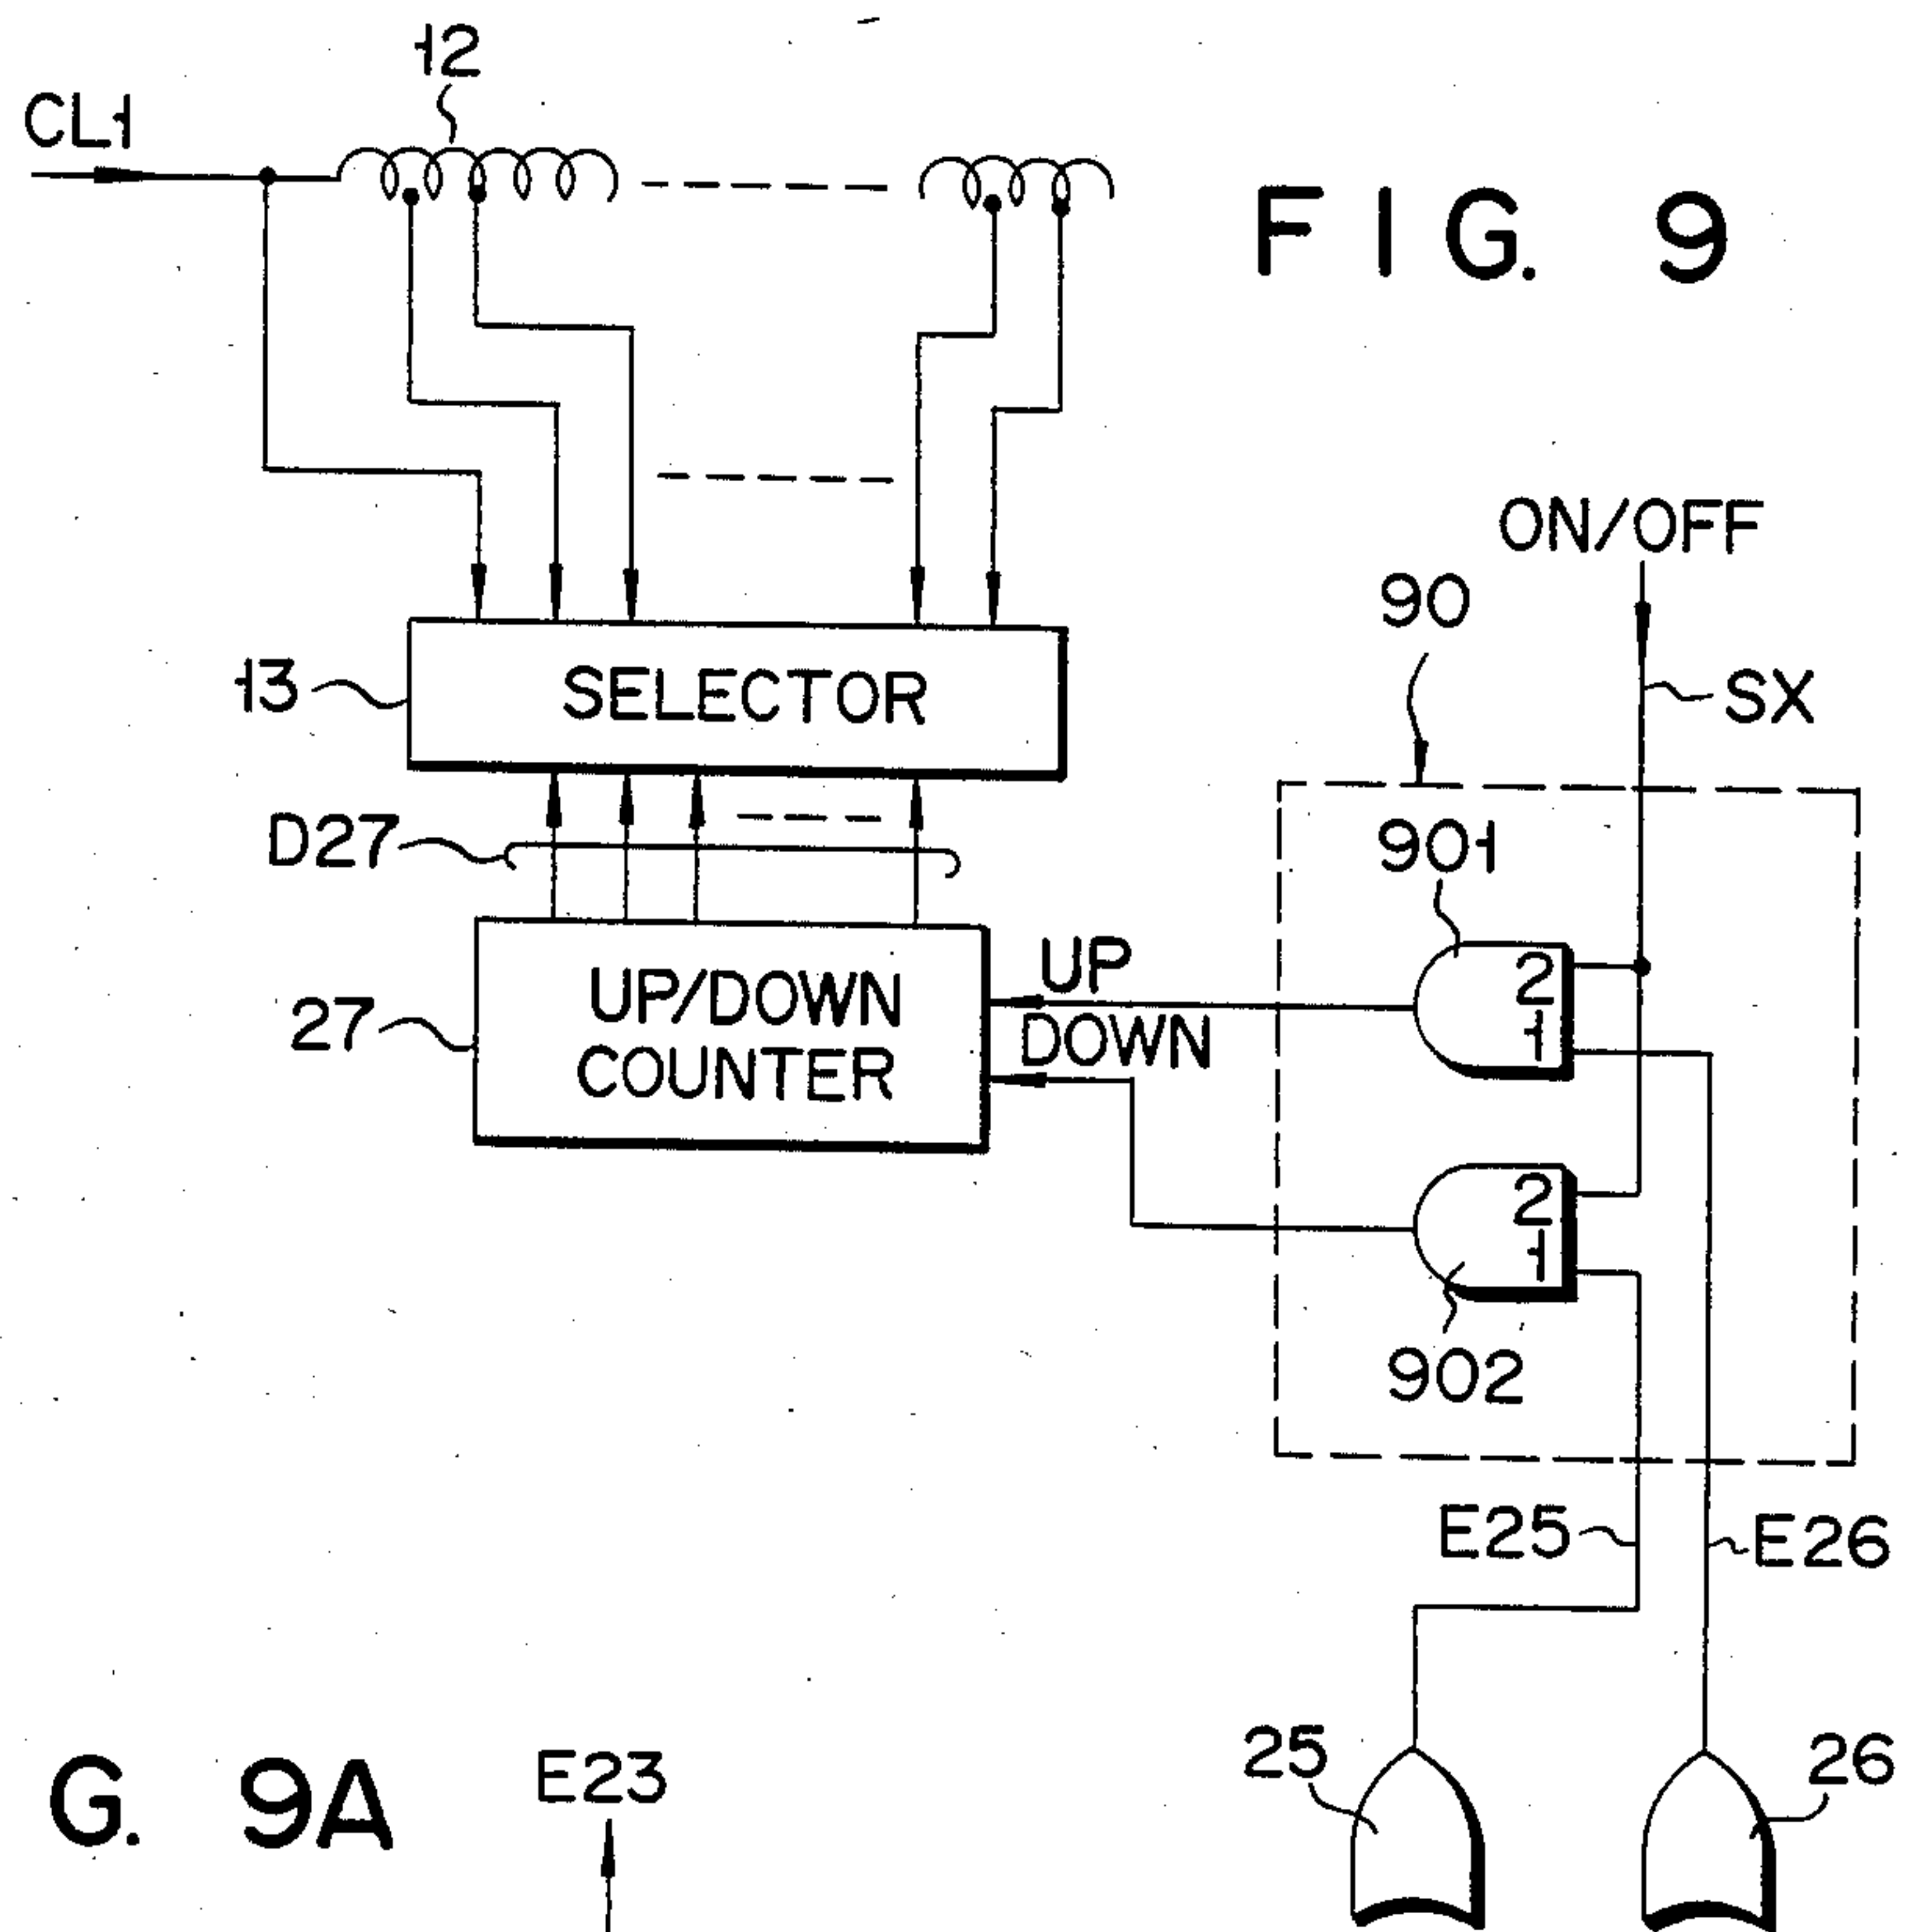 12
CL1
FIG. 9
ON/OFF
90
SX
13
SELECTOR
D27
901
2
1
UP
DOWN
27
UP/DOWN
COUNTER
2
1
902
E25
E26
25
26
G. 9A
E23